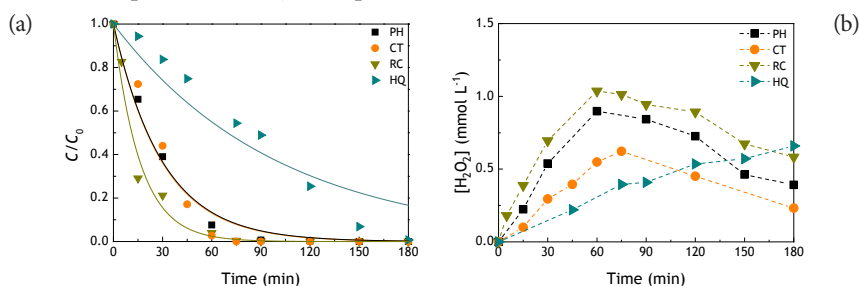 (a)
1.0
0.8
0.6
0.4
0.2
0.0
C/C0
0 30 60 90 120 150 180
Time (min)
PH
CT
RC
HQ
(b)
1.5
1.0
0.5
0.0
[H2O2] (mmol L-1)
0 30 60 90 120 150 180
Time (min)
PH
CT
RC
HQ